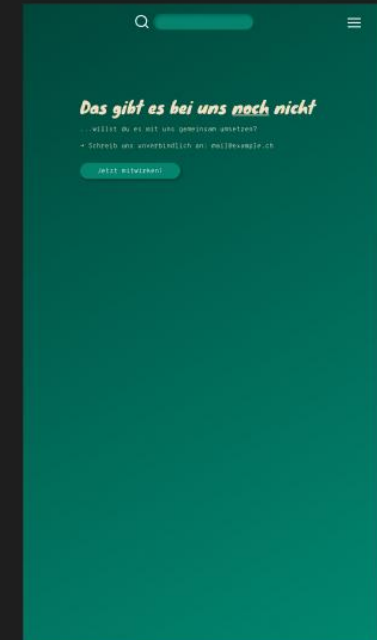 Das gibt es bei uns noch nicht
...willst du es mit uns gemeinsam umsetzen?
→ Schreib uns unverbindlich an: mail@example.ch
Jetzt mitwirken!